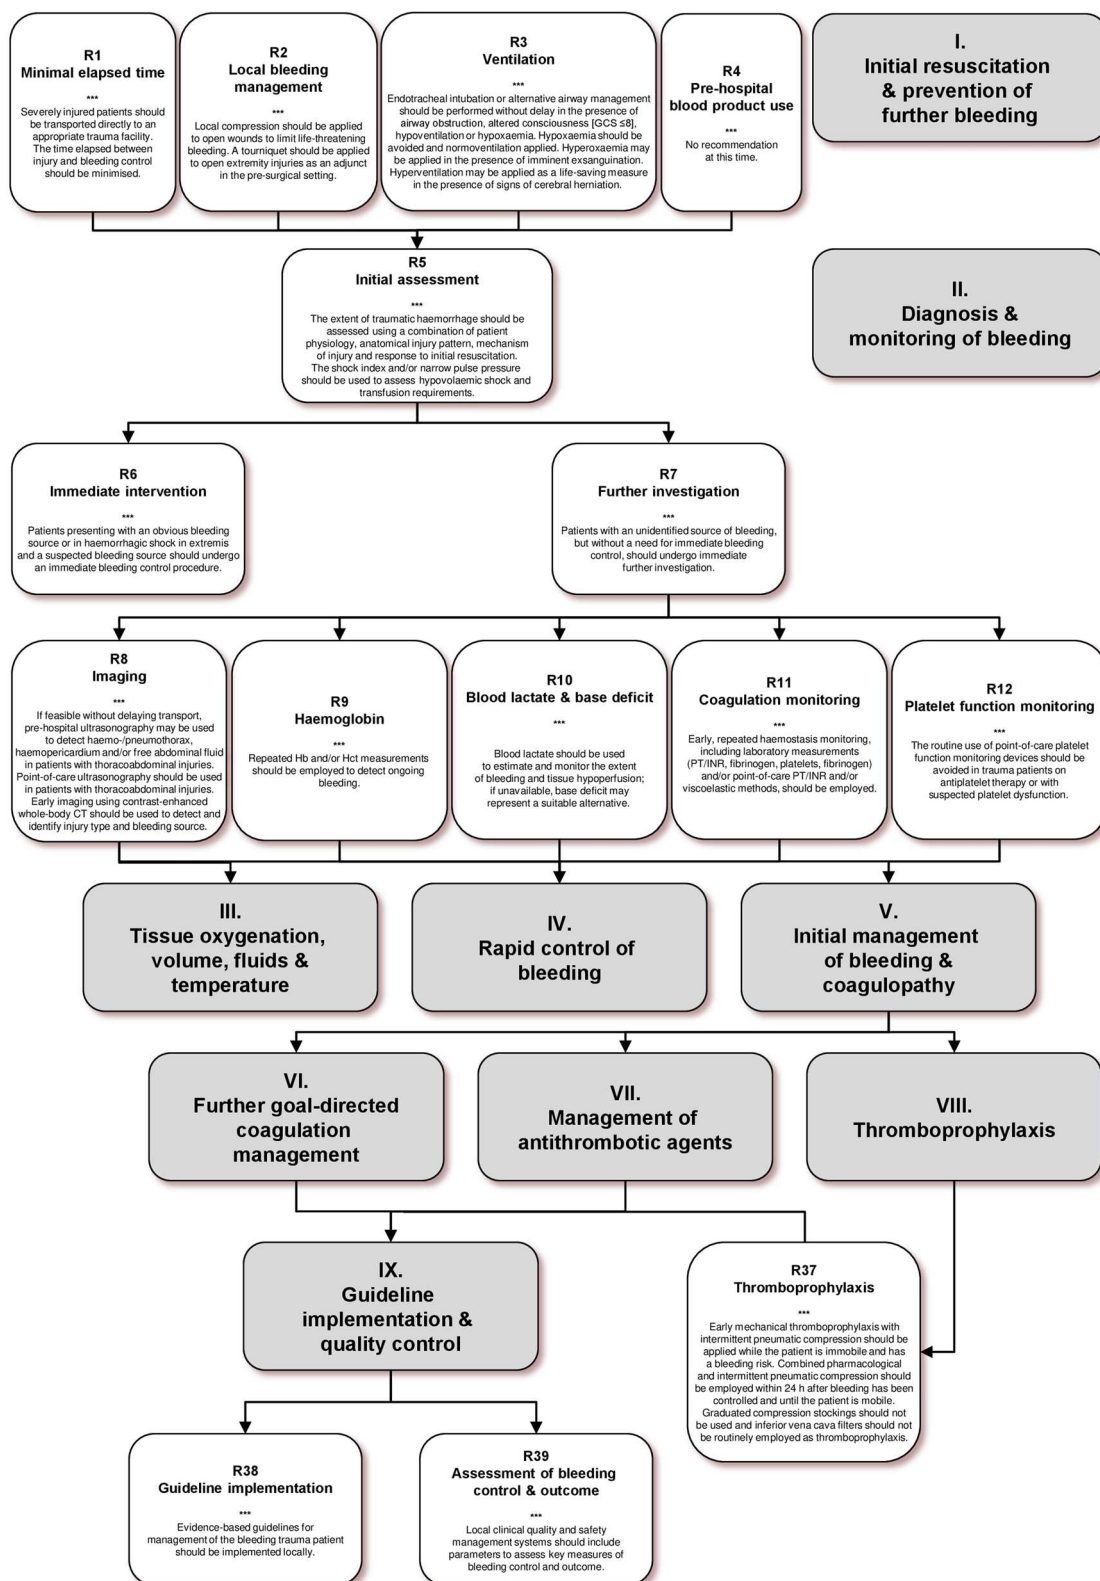 R1
Minimal elapsed time
***
Severely injured patients should
be transported directly to an
appropriate trauma facility.
The time elapsed between
injury and bleeding control
should be minimised.
R2
Local bleeding
management
***
Local compression should be applied
to open wounds to limit life-threatening
bleeding. A tourniquet should be applied
to open extremity injuries as an adjunct
in the pre-surgical setting.
R3
Ventilation
***
Endotracheal intubation or alternative airway management
should be performed without delay in the presence of
airway obstruction, altered consciousness [GCS ≤8],
hypoventilation or hypoxaemia. Hypoxaemia should be
avoided and normoventilation applied. Hyperoxaemia may
be applied in the presence of imminent exsanguination.
Hyperventilation may be applied as a life-saving measure
in the presence of signs of cerebral herniation.
R4
Pre-hospital
blood product use
***
No recommendation
at this time.
I.
Initial resuscitation
& prevention of
further bleeding
R5
Initial assessment
***
The extent of traumatic haemorrhage should be
assessed using a combination of patient
physiology, anatomical injury pattern, mechanism
of injury and response to initial resuscitation.
The shock index and/or narrow pulse pressure
should be used to assess hypovolaemic shock and
transfusion requirements.
II.
Diagnosis &
monitoring of bleeding
R6
Immediate intervention
***
Patients presenting with an obvious bleeding
source or in haemorrhagic shock in extremis
and a suspected bleeding source should undergo
an immediate bleeding control procedure.
R7
Further investigation
***
Patients with an unidentified source of bleeding,
but without a need for immediate bleeding
control, should undergo immediate
further investigation.
R8
Imaging
***
If feasible without delaying transport,
pre-hospital ultrasonography may be used
to detect haemo-/pneumothorax,
haemopericardium and/or free abdominal fluid
in patients with thoracoabdominal injuries.
Point-of-care ultrasonography should be used
in patients with thoracoabdominal injuries.
Early imaging using contrast-enhanced
whole-body CT should be used to detect and
identify injury type and bleeding source.
R9
Haemoglobin
***
Repeated Hb and/or Hct measurements
should be employed to detect ongoing
bleeding.
R10
Blood lactate & base deficit
***
Blood lactate should be used
to estimate and monitor the extent
of bleeding and tissue hypoperfusion;
if unavailable, base deficit may
represent a suitable alternative.
R11
Coagulation monitoring
***
Early, repeated haemostasis monitoring,
including laboratory measurements
(PT/INR, fibrinogen, platelets, fibrinogen)
and/or point-of-care PT/INR and/or
viscoelastic methods, should be employed.
R12
Platelet function monitoring
***
The routine use of point-of-care platelet
function monitoring devices should be
avoided in trauma patients on
antiplatelet therapy or with
suspected platelet dysfunction.
III.
Tissue oxygenation,
volume, fluids &
temperature
IV.
Rapid control of
bleeding
V.
Initial management
of bleeding &
coagulopathy
VI.
Further goal-directed
coagulation
management
VII.
Management of
antithrombotic agents
VIII.
Thromboprophylaxis
IX.
Guideline
implementation &
quality control
R37
Thromboprophylaxis
***
Early mechanical thromboprophylaxis with
intermittent pneumatic compression should be
applied while the patient is immobile and has
a bleeding risk. Combined pharmacological
and intermittent pneumatic compression should
be employed within 24 h after bleeding has been
controlled and until the patient is mobile.
Graduated compression stockings should not
be used and inferior vena cava filters should not
be routinely employed as thromboprophylaxis.
R38
Guideline implementation
***
Evidence-based guidelines for
management of the bleeding trauma patient
should be implemented locally.
R39
Assessment of bleeding
control & outcome
***
Local clinical quality and safety
management systems should include
parameters to assess key measures of
bleeding control and outcome.